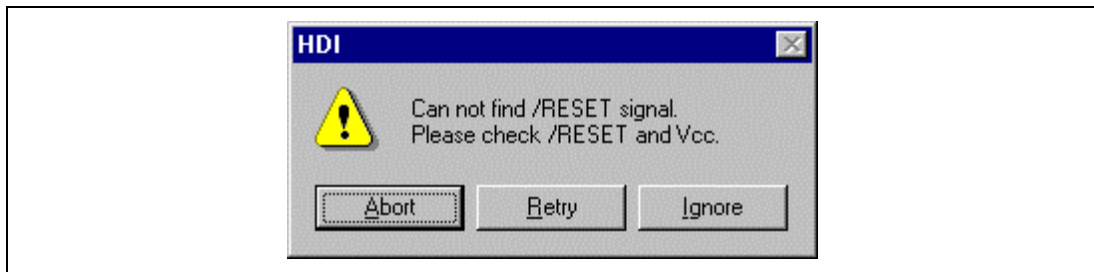 HDI
Can not find /RESET signal.
Please check /RESET and Vcc.
Abort Retry Ignore